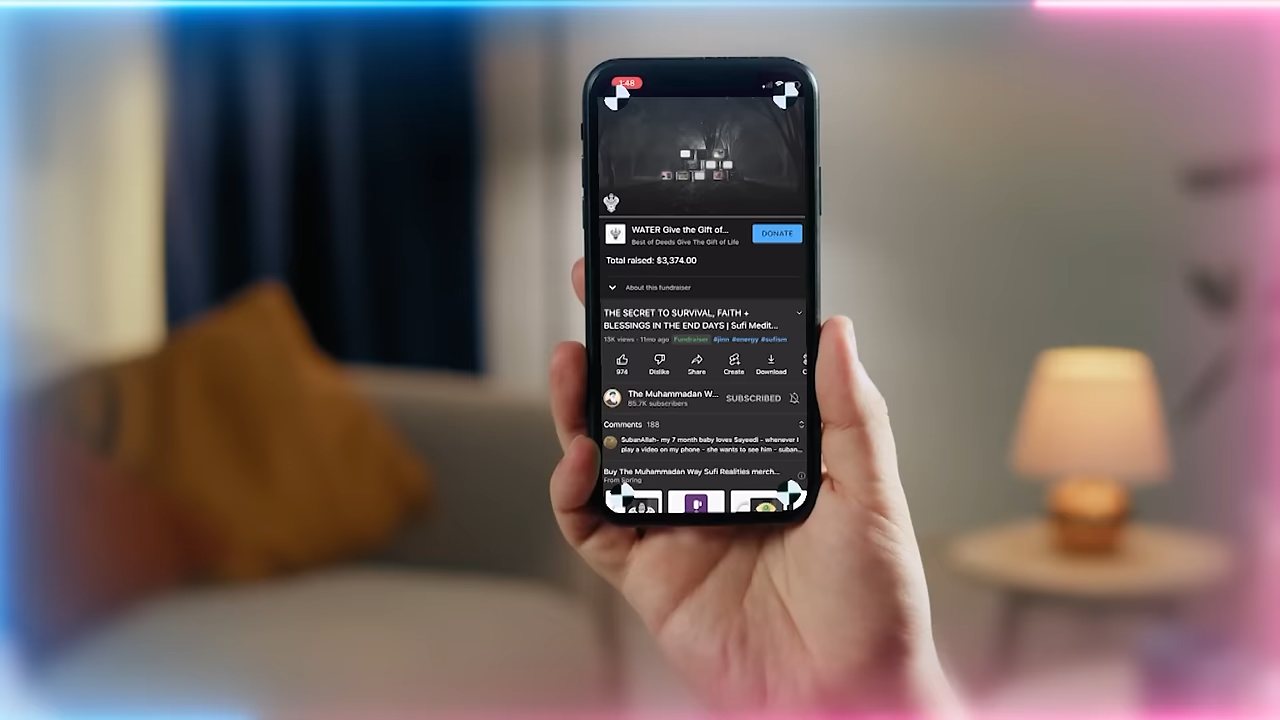 1:48
WATER Give the Gift of...
Best of Deeds Give The Gift of Life
DONATE
Total raised: $3,374.00
About this fundraiser
THE SECRET TO SURVIVAL, FAITH +
BLESSINGS IN THE END DAYS | Sufi Medit...
13K views · 11mo ago Fundraiser #jinn #energy #sufism
974 Dislike Share Create Download
The Muhammadan W...
85.7K subscribers
SUBSCRIBED
Comments 188
SubanAllah- my 7 month baby loves Sayeedi - whenever I
play a video on my phone - she wants to see him - suban...
Buy The Muhammadan Way Sufi Realities merch...
From Spring